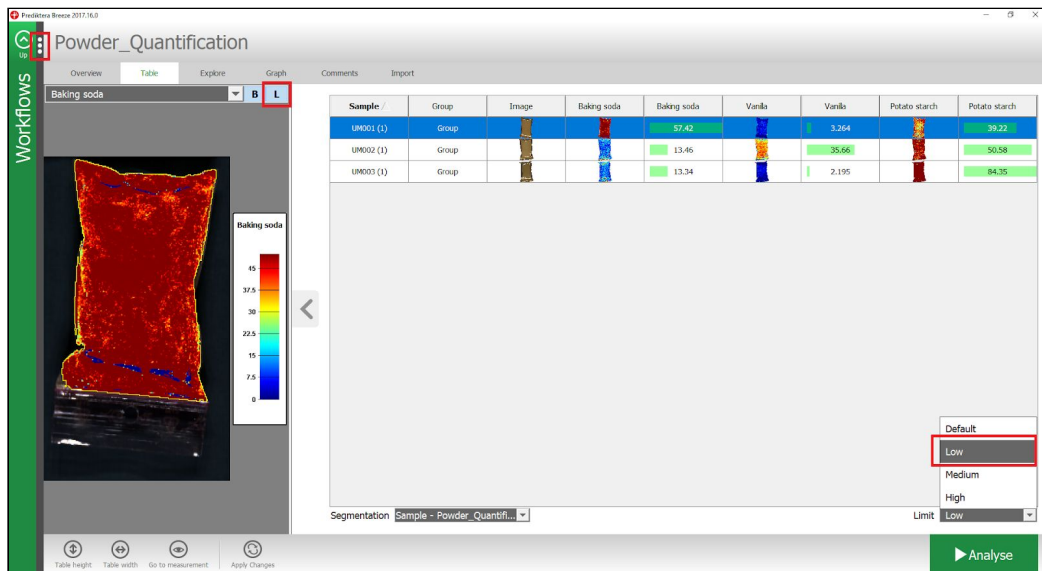 Prediktera Breeze 2017.16.0
Up
Powder_Quantification
Workflows
Overview Table Explore Graph Comments Import
Baking soda B L
Baking soda
45
37.5
30
22.5
15
7.5
0
Sample Group Image Baking soda Baking soda Vanila Vanila Potato starch Potato starch
UM001 (1) Group 57.42 3.264 39.22
UM002 (1) Group 13.46 35.66 50.58
UM003 (1) Group 13.34 2.195 84.35
Default
Low
Medium
High
Segmentation Sample - Powder_Quantifi... Limit Low
Table height Table width Go to measurement Apply Changes Analyse